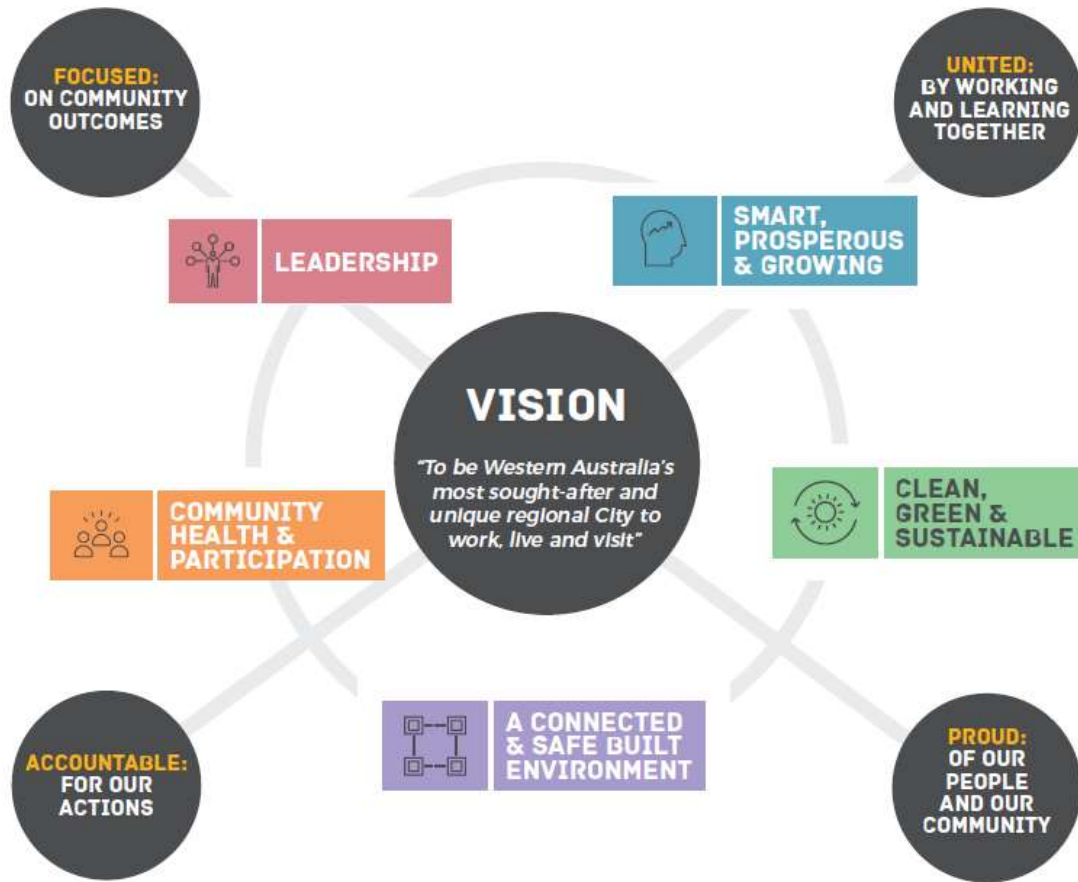 FOCUSED:
ON COMMUNITY
OUTCOMES
UNITED:
BY WORKING
AND LEARNING
TOGETHER
LEADERSHIP
SMART,
PROSPEROUS
& GROWING
VISION
"To be Western Australia's
most sought-after and
unique regional City to
work, live and visit"
COMMUNITY
HEALTH &
PARTICIPATION
CLEAN,
GREEN &
SUSTAINABLE
A CONNECTED
& SAFE BUILT
ENVIRONMENT
ACCOUNTABLE:
FOR OUR
ACTIONS
PROUD:
OF OUR
PEOPLE
AND OUR
COMMUNITY